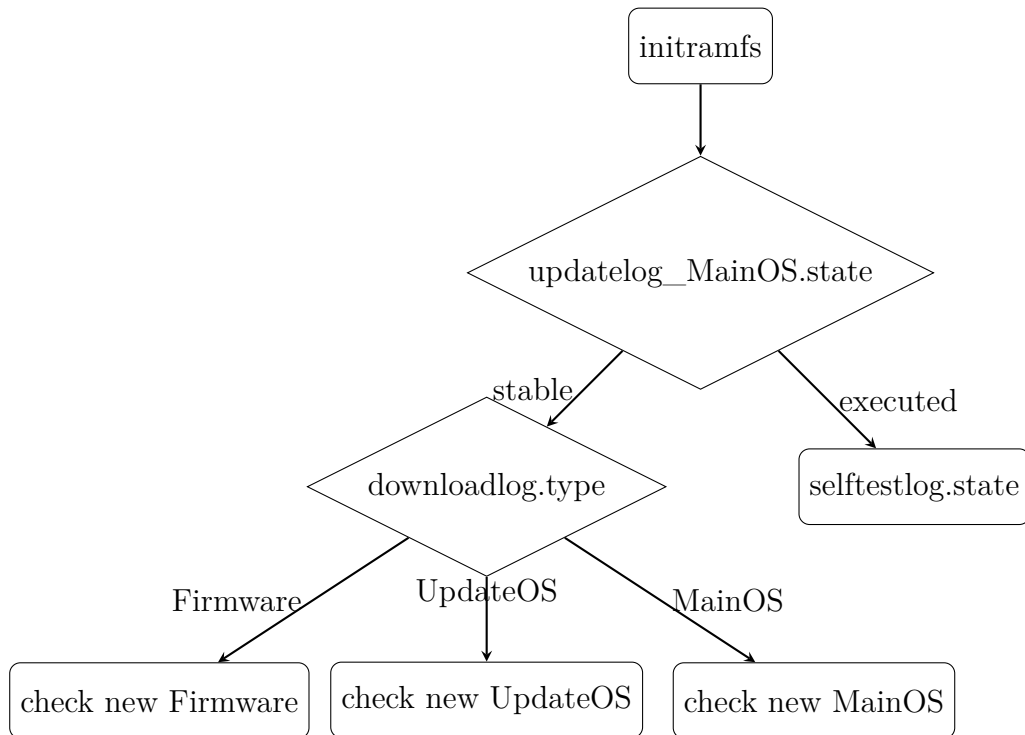 initramfs
updatelog_MainOS.state
stable
executed
downloadlog.type
selftestlog.state
Firmware
UpdateOS
MainOS
check new Firmware
check new UpdateOS
check new MainOS